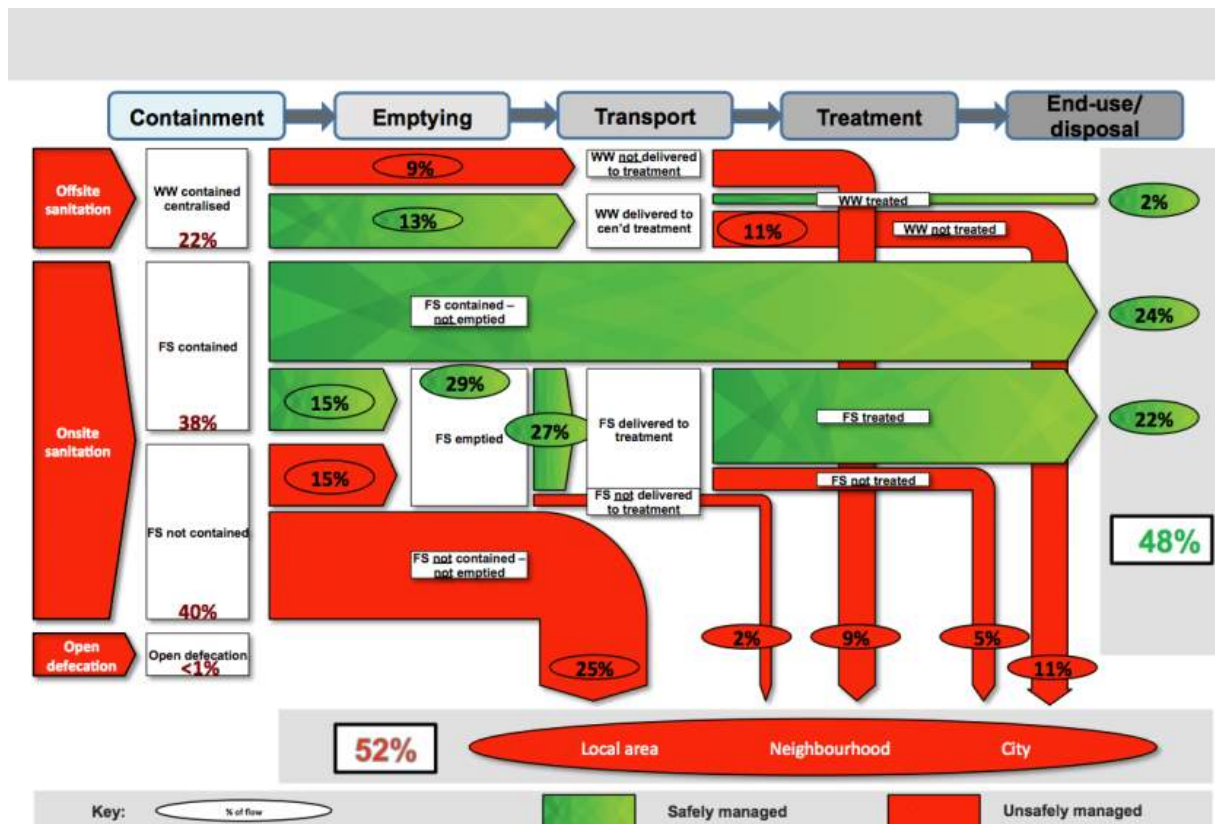 Containment
Emptying
Transport
Treatment
End-use/
disposal
Offsite
sanitation
WW contained
centralised
22%
9%
WW not delivered
to treatment
13%
WW delivered to
cen'd treatment
WW treated
2%
11%
WW not treated
Onsite
sanitation
FS contained
38%
FS contained –
not emptied
24%
15%
29%
FS emptied
27%
FS delivered to
treatment
FS treated
22%
15%
FS not delivered
to treatment
FS not treated
FS not contained
40%
FS not contained –
not emptied
48%
Open
defecation
Open defecation
<1%
25%
2%
9%
5%
11%
52%
Local area
Neighbourhood
City
Key:
% of flow
Safely managed
Unsafely managed